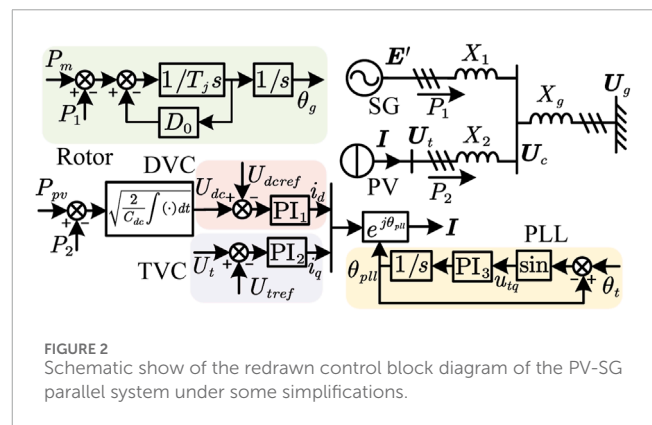 P_m
+
−
+
−
1/T_j s
1/s
θ_g
P_1
D_0
Rotor
E′
X_1
SG
P_1
X_g
U_g
I
U_t
X_2
PV
P_2
U_c
DVC
U_dcref
P_pv
+
−
√(2/C_dc ∫(·)dt)
U_dc
+
−
PI_1
i_d
P_2
TVC
U_t
+
−
PI_2
i_q
U_tref
e^{jθ_pll}
I
PLL
θ_pll
1/s
PI_3
u_tq
sin
−
+
θ_t
FIGURE 2
Schematic show of the redrawn control block diagram of the PV-SG
parallel system under some simplifications.